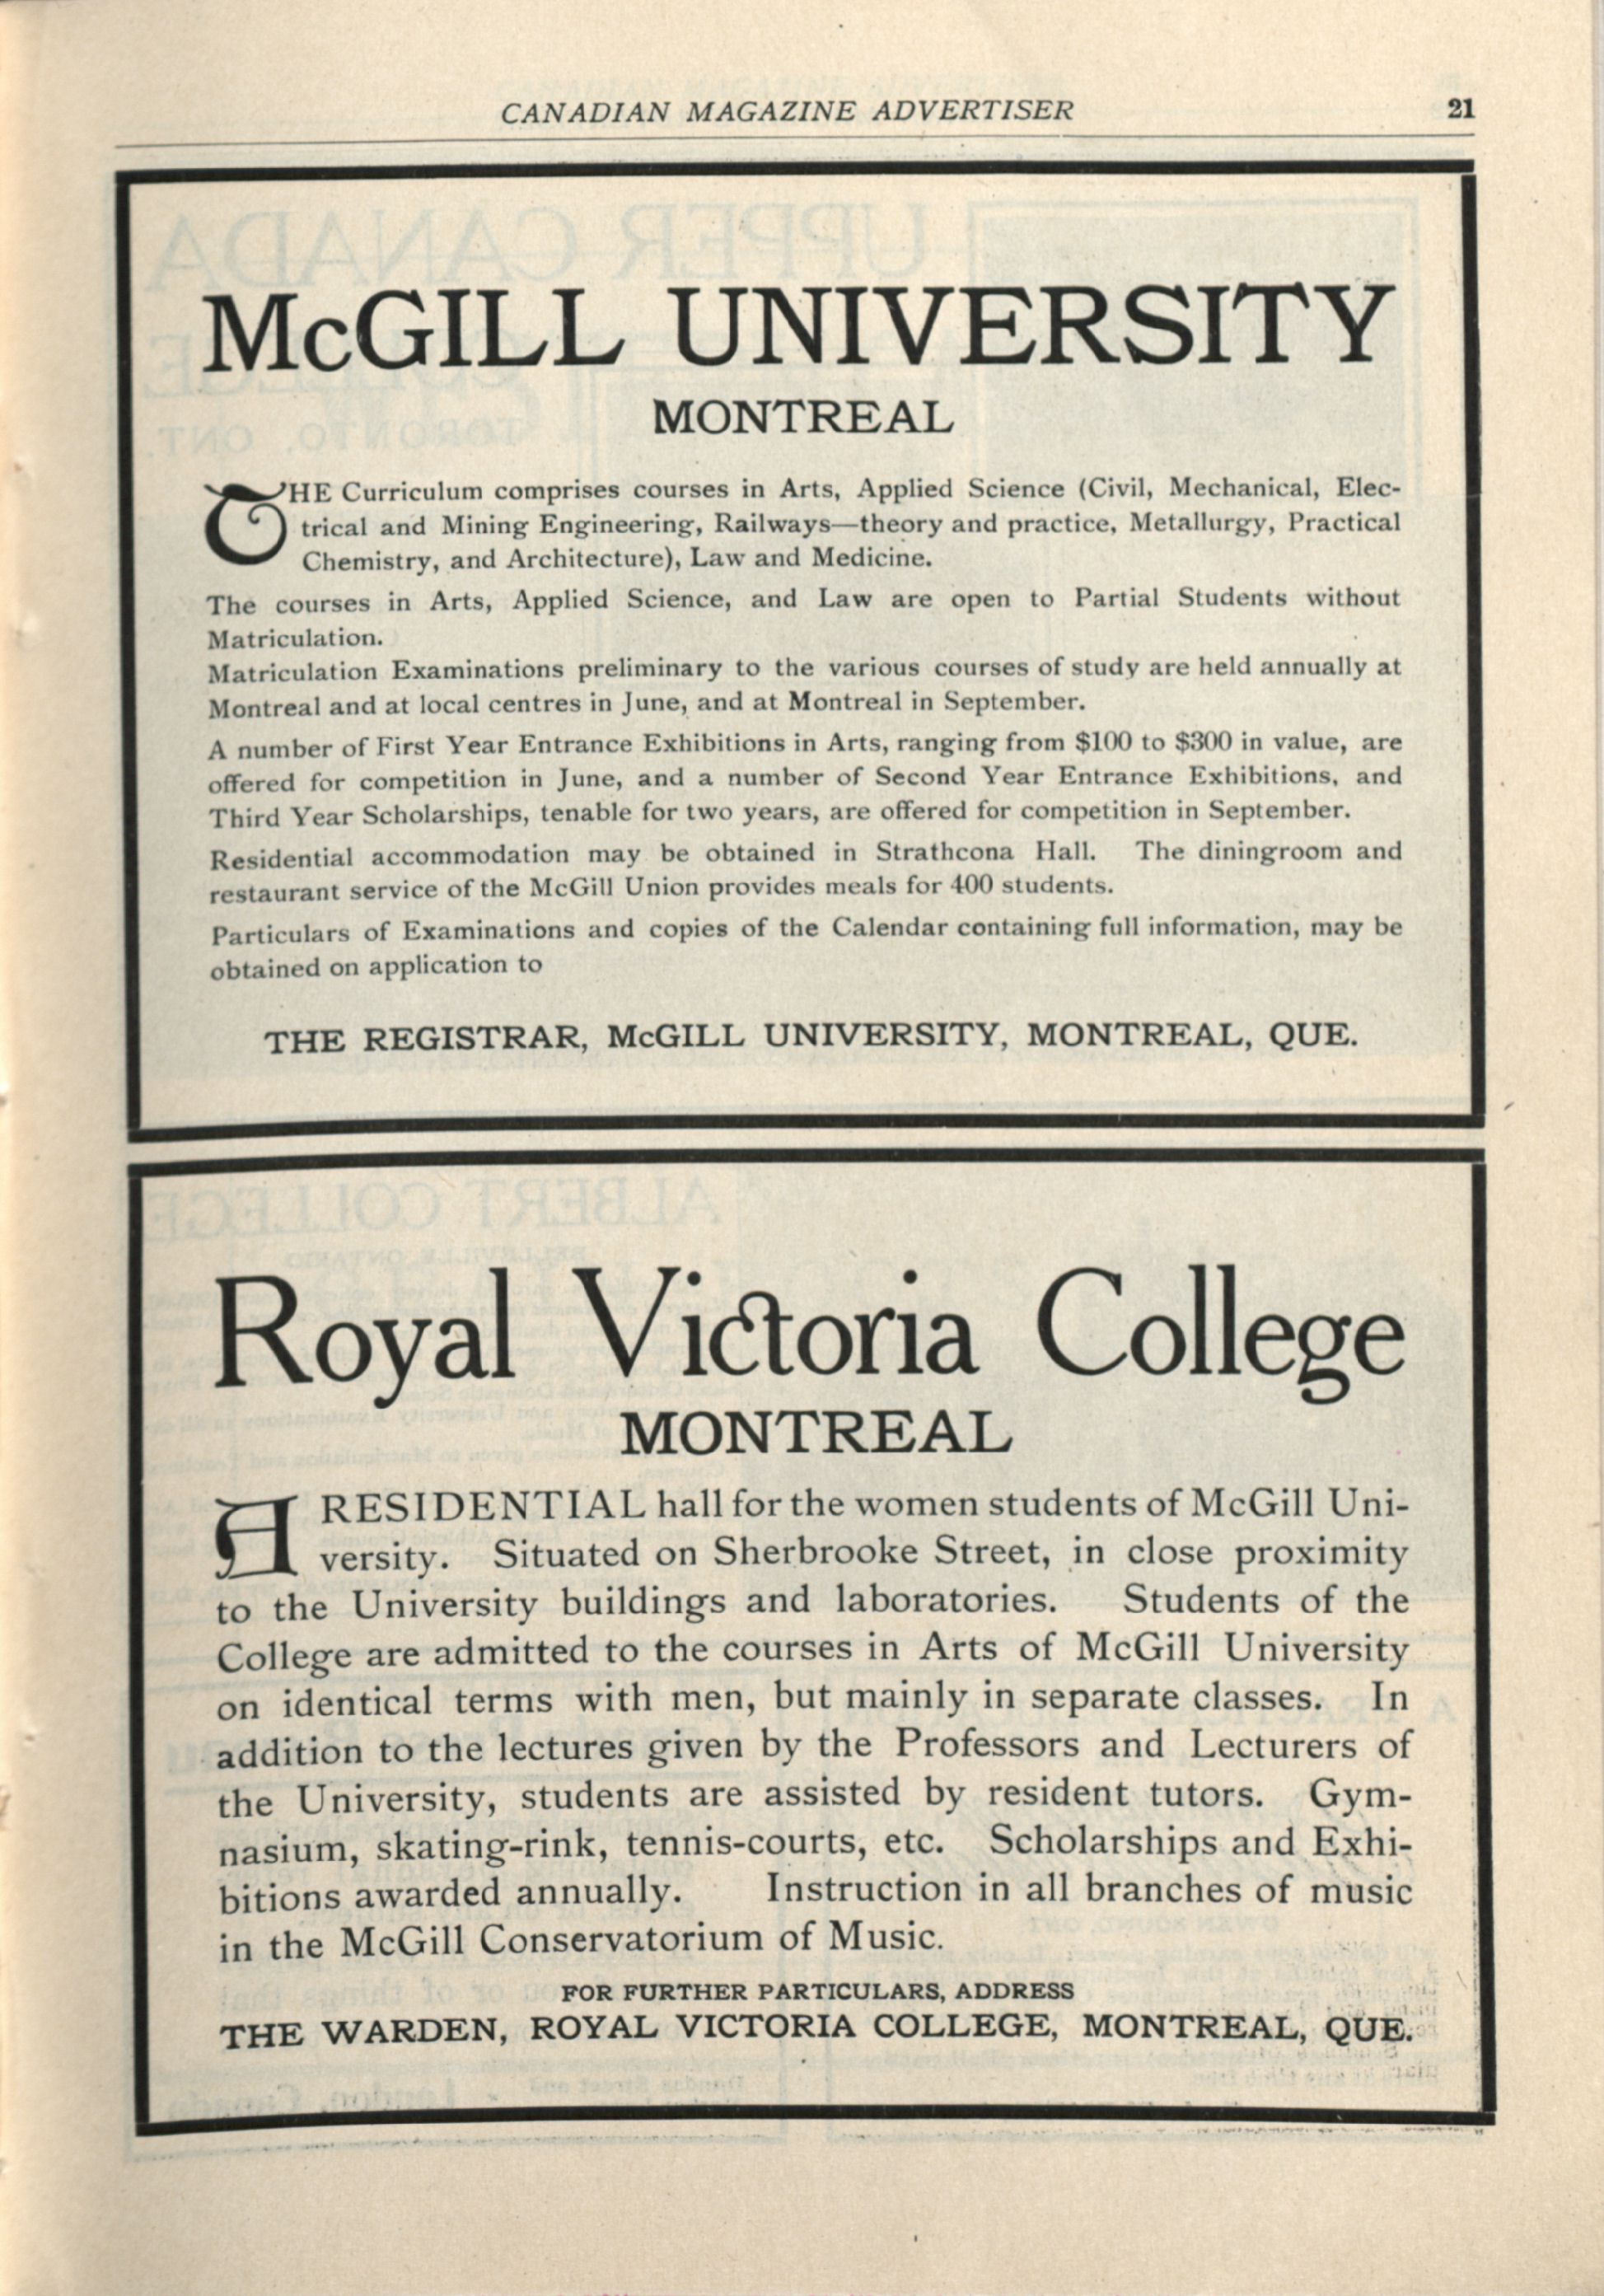 CANADIAN MAGAZINE ADVERTISER 21
McGILL UNIVERSITY
MONTREAL
THE Curriculum comprises courses in Arts, Applied Science (Civil, Mechanical, Elec-
trical and Mining Engineering, Railways—theory and practice, Metallurgy, Practical
Chemistry, and Architecture), Law and Medicine.
The courses in Arts, Applied Science, and Law are open to Partial Students without
Matriculation.
Matriculation Examinations preliminary to the various courses of study are held annually at
Montreal and at local centres in June, and at Montreal in September.
A number of First Year Entrance Exhibitions in Arts, ranging from $100 to $300 in value, are
offered for competition in June, and a number of Second Year Entrance Exhibitions, and
Third Year Scholarships, tenable for two years, are offered for competition in September.
Residential accommodation may be obtained in Strathcona Hall. The diningroom and
restaurant service of the McGill Union provides meals for 400 students.
Particulars of Examinations and copies of the Calendar containing full information, may be
obtained on application to
THE REGISTRAR, McGILL UNIVERSITY, MONTREAL, QUE.
Royal Victoria College
MONTREAL
A RESIDENTIAL hall for the women students of McGill Uni-
versity. Situated on Sherbrooke Street, in close proximity
to the University buildings and laboratories. Students of the
College are admitted to the courses in Arts of McGill University
on identical terms with men, but mainly in separate classes. In
addition to the lectures given by the Professors and Lecturers of
the University, students are assisted by resident tutors. Gym-
nasium, skating-rink, tennis-courts, etc. Scholarships and Exhi-
bitions awarded annually. Instruction in all branches of music
in the McGill Conservatorium of Music.
FOR FURTHER PARTICULARS, ADDRESS
THE WARDEN, ROYAL VICTORIA COLLEGE, MONTREAL, QUE.